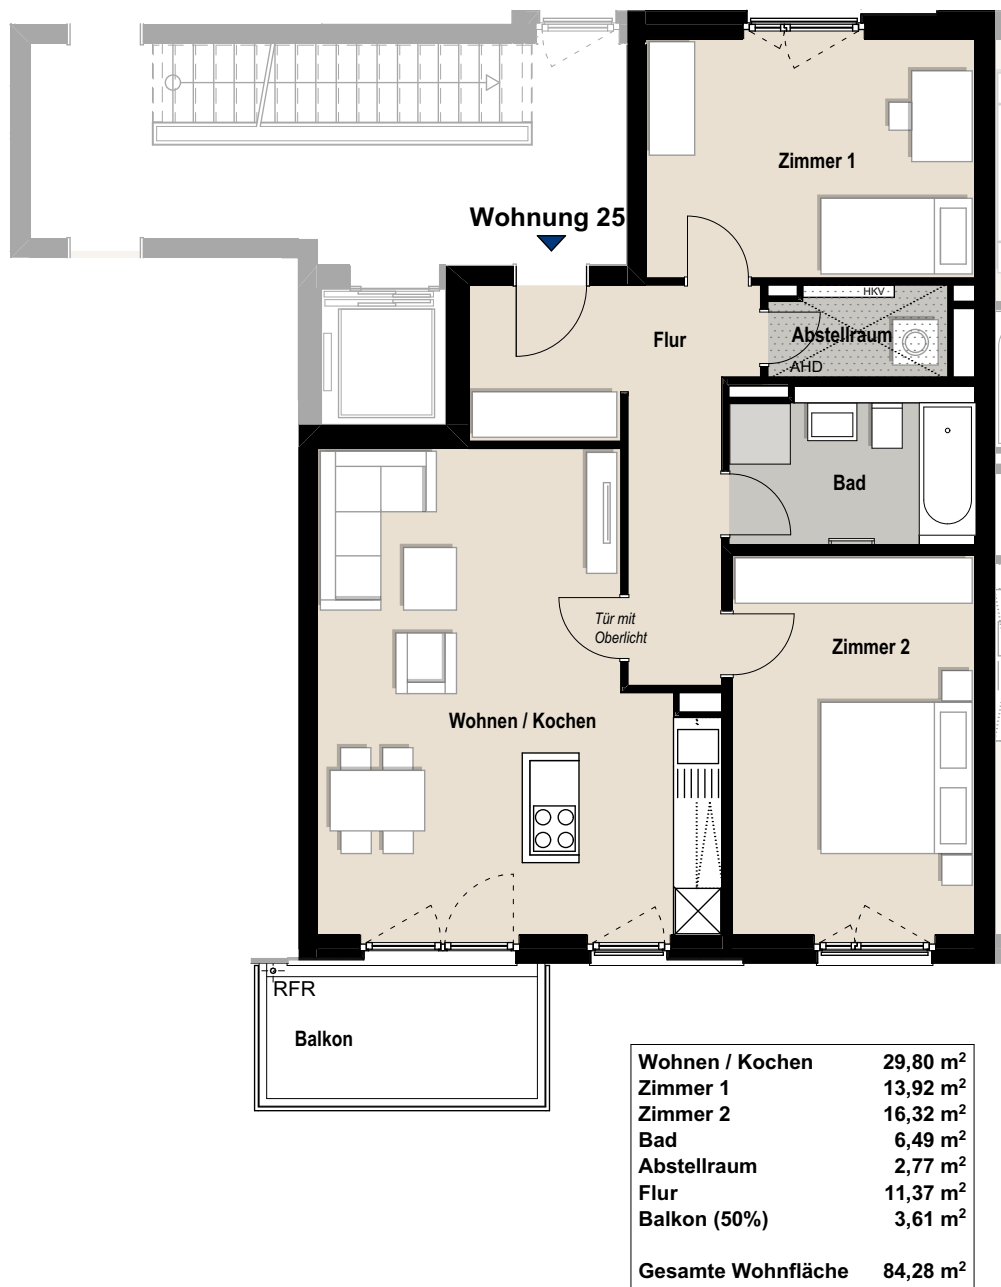 Zimmer 1
Wohnung 25
HKV
Flur
Abstellraum
AHD
Bad
Tür mit
Oberlicht
Zimmer 2
Wohnen / Kochen
RFR
Balkon
Wohnen / Kochen 29,80 m²
Zimmer 1 13,92 m²
Zimmer 2 16,32 m²
Bad 6,49 m²
Abstellraum 2,77 m²
Flur 11,37 m²
Balkon (50%) 3,61 m²
Gesamte Wohnfläche 84,28 m²